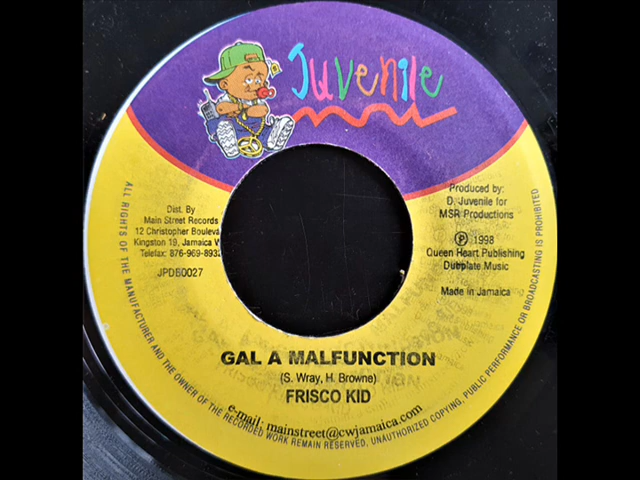 Juvenile
Dist. By
Main Street Records
12 Christopher Bouleva
Kingston 19, Jamaica W
Telefax: 876-969-8932
JPDB0027
Produced by:
D. Juvenile for
MSR Productions
℗ 1998
Queen Heart Publishing
Dubplate Music
Made in Jamaica
GAL A MALFUNCTION
(S. Wray, H. Browne)
FRISCO KID
e-mail: mainstreet@cwjamaica.com
ALL RIGHTS OF THE MANUFACTURER AND THE OWNER OF THE RECORDED WORK REMAIN RESERVED, UNAUTHORIZED COPYING, PUBLIC PERFORMANCE OR BROADCASTING IS PROHIBITED